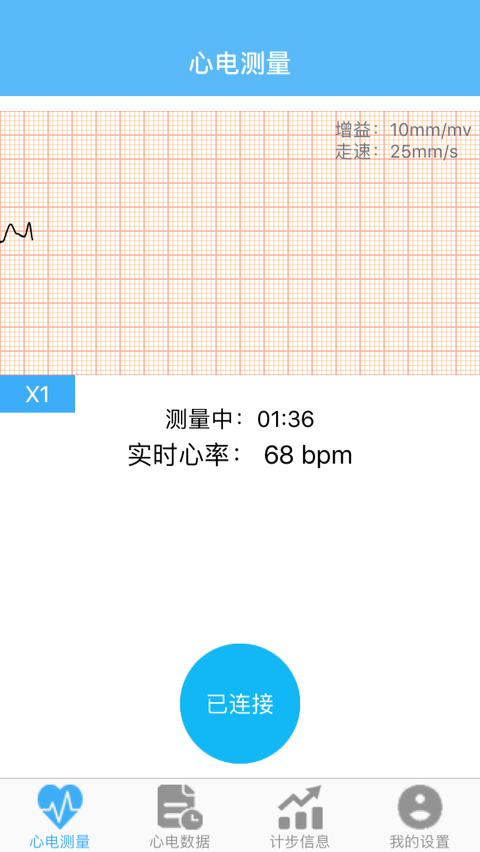 心电测量
增益：10mm/mv
走速：25mm/s
X1
测量中：01:36
实时心率： 68 bpm
已连接
心电测量
心电数据
计步信息
我的设置